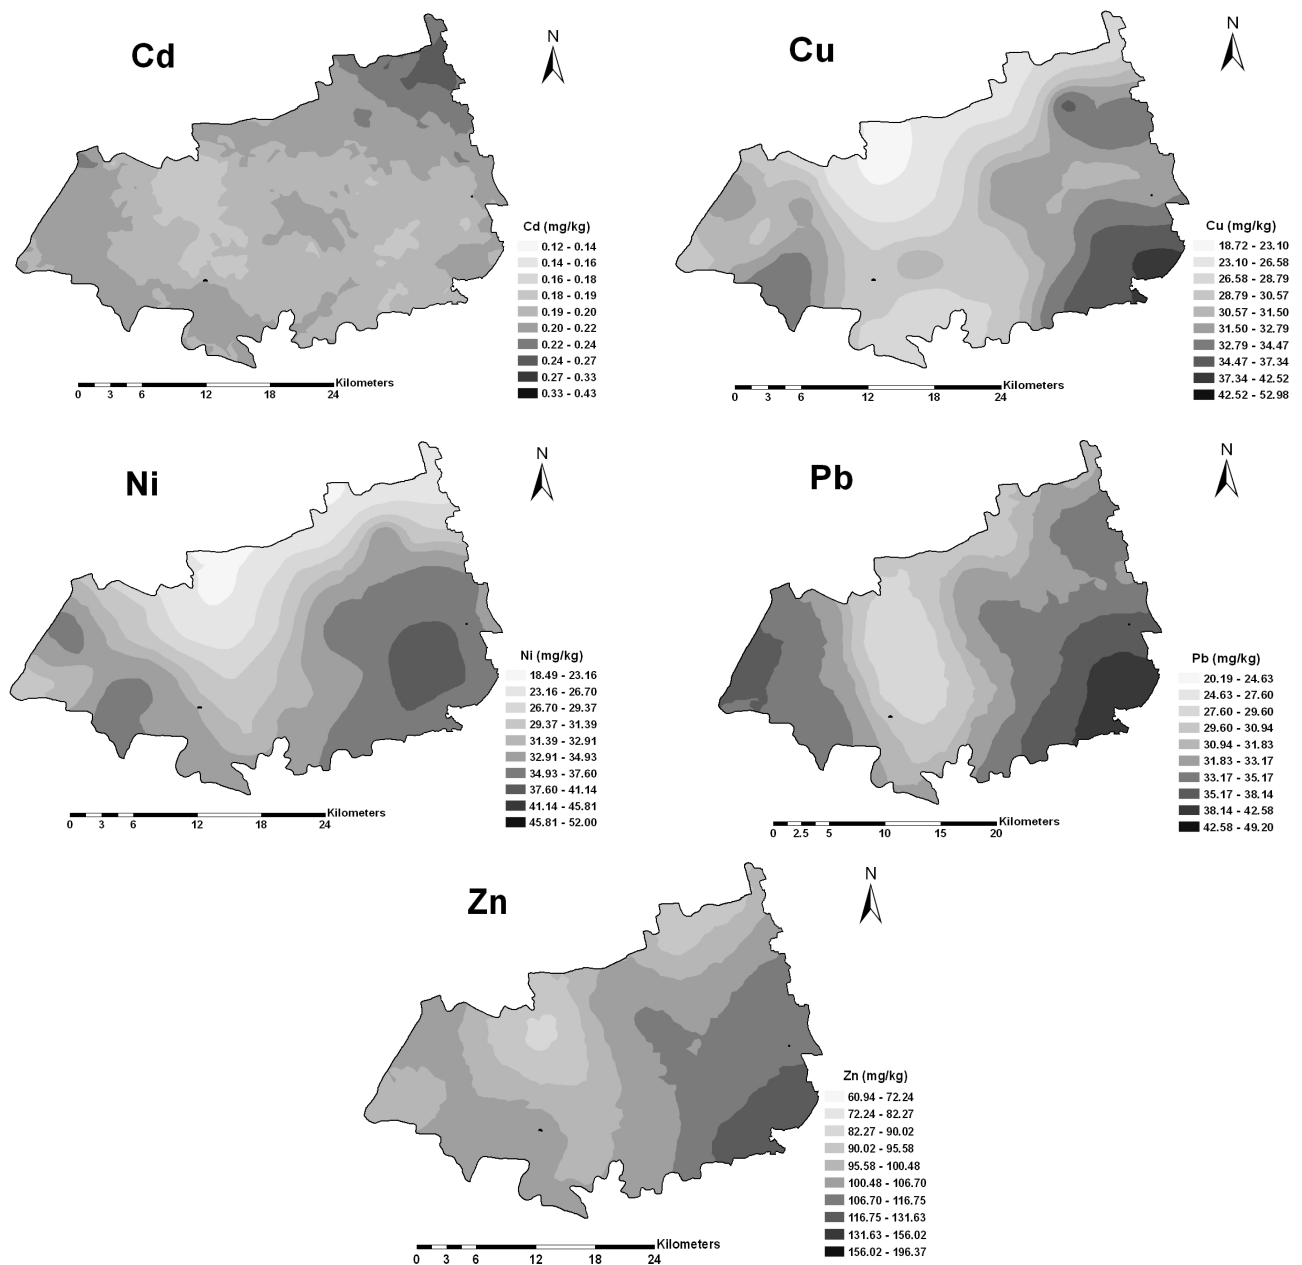 Cd
N
Cd (mg/kg)
0.12 - 0.14
0.14 - 0.16
0.16 - 0.18
0.18 - 0.19
0.19 - 0.20
0.20 - 0.22
0.22 - 0.24
0.24 - 0.27
0.27 - 0.33
0.33 - 0.43
Kilometers
0 3 6 12 18 24
Cu
N
Cu (mg/kg)
18.72 - 23.10
23.10 - 26.58
26.58 - 28.79
28.79 - 30.57
30.57 - 31.50
31.50 - 32.79
32.79 - 34.47
34.47 - 37.34
37.34 - 42.52
42.52 - 52.98
Kilometers
0 3 6 12 18 24
Ni
N
Ni (mg/kg)
18.49 - 23.16
23.16 - 26.70
26.70 - 29.37
29.37 - 31.39
31.39 - 32.91
32.91 - 34.93
34.93 - 37.60
37.60 - 41.14
41.14 - 45.81
45.81 - 52.00
Kilometers
0 3 6 12 18 24
Pb
N
Pb (mg/kg)
20.19 - 24.63
24.63 - 27.60
27.60 - 29.60
29.60 - 30.94
30.94 - 31.83
31.83 - 33.17
33.17 - 35.17
35.17 - 38.14
38.14 - 42.58
42.58 - 49.20
Kilometers
0 2.5 5 10 15 20
Zn
N
Zn (mg/kg)
60.94 - 72.24
72.24 - 82.27
82.27 - 90.02
90.02 - 95.58
95.58 - 100.48
100.48 - 106.70
106.70 - 116.75
116.75 - 131.63
131.63 - 156.02
156.02 - 196.37
Kilometers
0 3 6 12 18 24